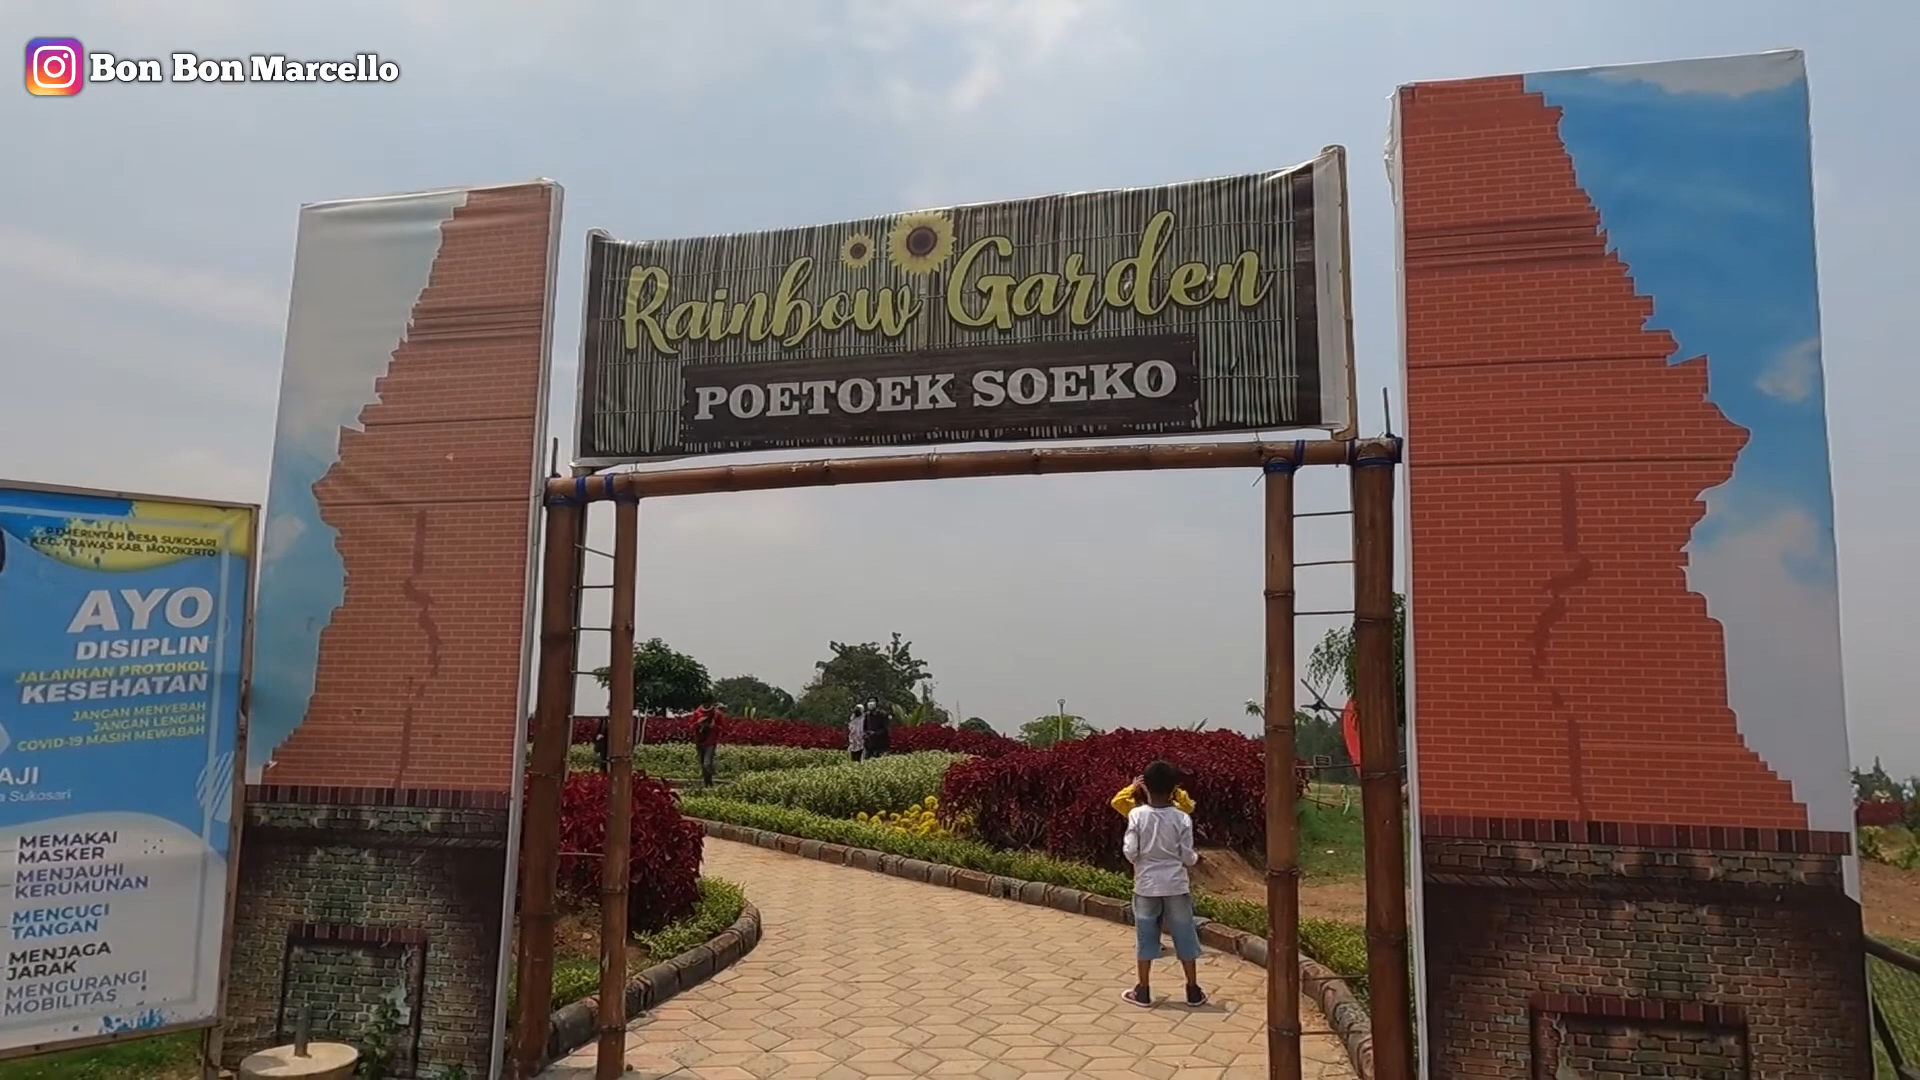 Bon Bon Marcello
Rainbow Garden
POETOEK SOEKO
PEMERINTAH DESA SUKOSARI
KEC. TRAWAS KAB. MOJOKERTO
AYO
DISIPLIN
JALANKAN PROTOKOL
KESEHATAN
JANGAN MENYERAH
JANGAN LENGAH
COVID-19 MASIH MEWABAH
AJI
Sukosari
MEMAKAI
MASKER
MENJAUHI
KERUMUNAN
MENCUCI
TANGAN
MENJAGA
JARAK
MENGURANGI
MOBILITAS